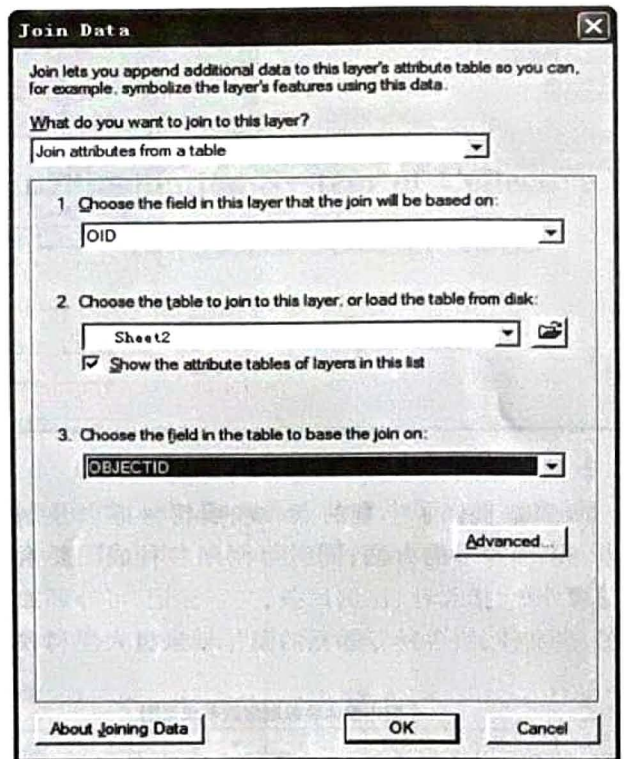 Join Data
Join lets you append additional data to this layer's attribute table so you can,
for example, symbolize the layer's features using this data.
What do you want to join to this layer?
Join attributes from a table
1. Choose the field in this layer that the join will be based on:
OID
2. Choose the table to join to this layer, or load the table from disk:
Sheet2
Show the attribute tables of layers in this list
3. Choose the field in the table to base the join on:
OBJECTID
Advanced...
About Joining Data
OK
Cancel